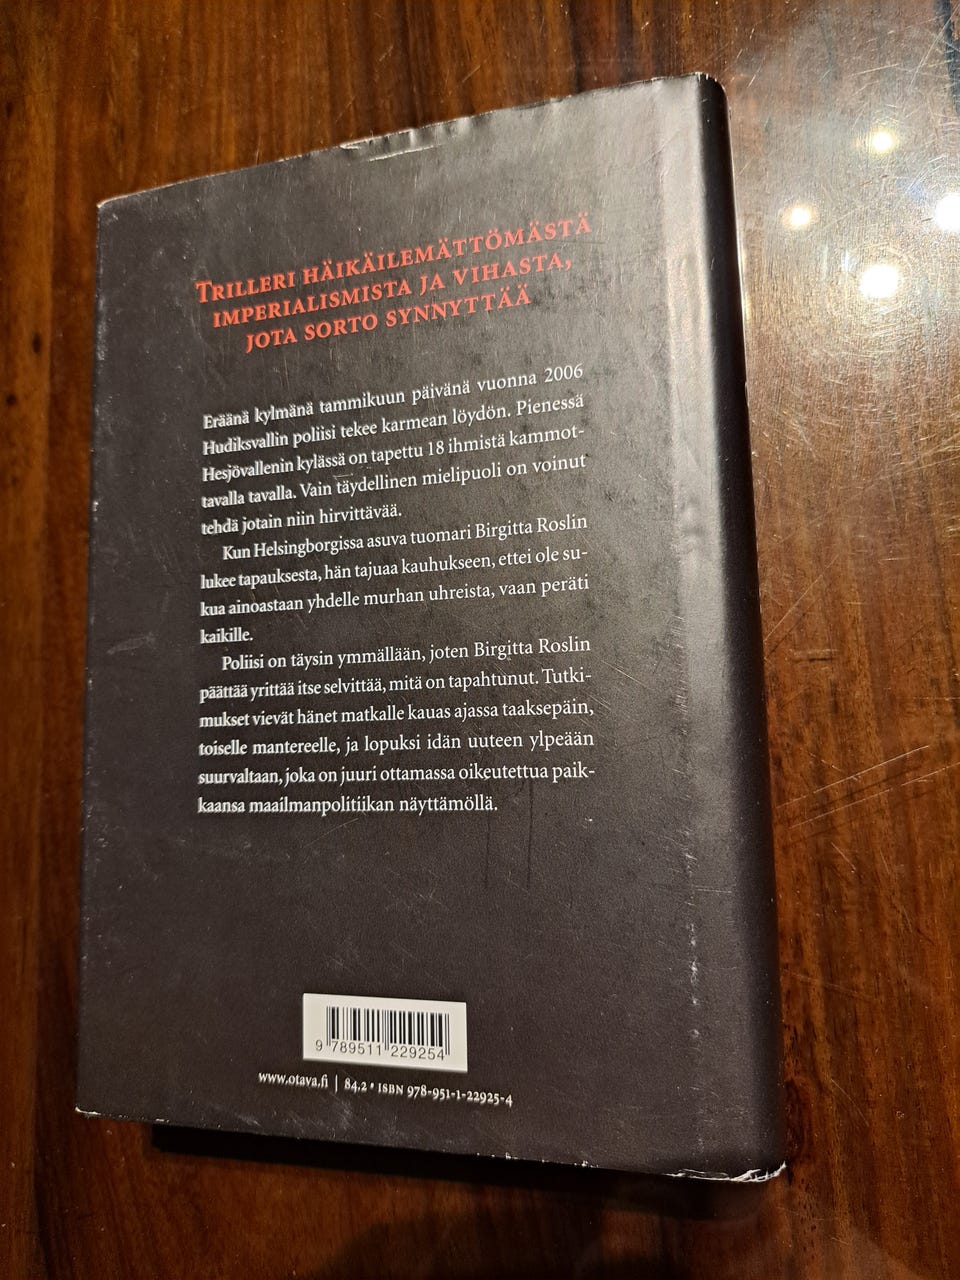 TRILLERI HÄIKÄILEMÄTTÖMÄSTÄ
IMPERIALISMISTA JA VIHASTA,
JOTA SORTO SYNNYTTÄÄ
Eräänä kylmänä tammikuun päivänä vuonna 2006
Hudiksvallin poliisi tekee karmean löydön. Pienessä
Hesjövallenin kylässä on tapettu 18 ihmistä kammot-
tavalla tavalla. Vain täydellinen mielipuoli on voinut
tehdä jotain niin hirvittävää.
Kun Helsingborgissa asuva tuomari Birgitta Roslin
lukee tapauksesta, hän tajuaa kauhukseen, ettei ole su-
kua ainoastaan yhdelle murhan uhreista, vaan peräti
kaikille.
Poliisi on täysin ymmällään, joten Birgitta Roslin
päättää yrittää itse selvittää, mitä on tapahtunut. Tutki-
mukset vievät hänet matkalle kauas ajassa taaksepäin,
toiselle mantereelle, ja lopuksi idän uuteen ylpeään
suurvaltaan, joka on juuri ottamassa oikeutettua paik-
kaansa maailmanpolitiikan näyttämöllä.
9 789511 229254
www.otava.fi | 84.2 • ISBN 978-951-1-22925-4